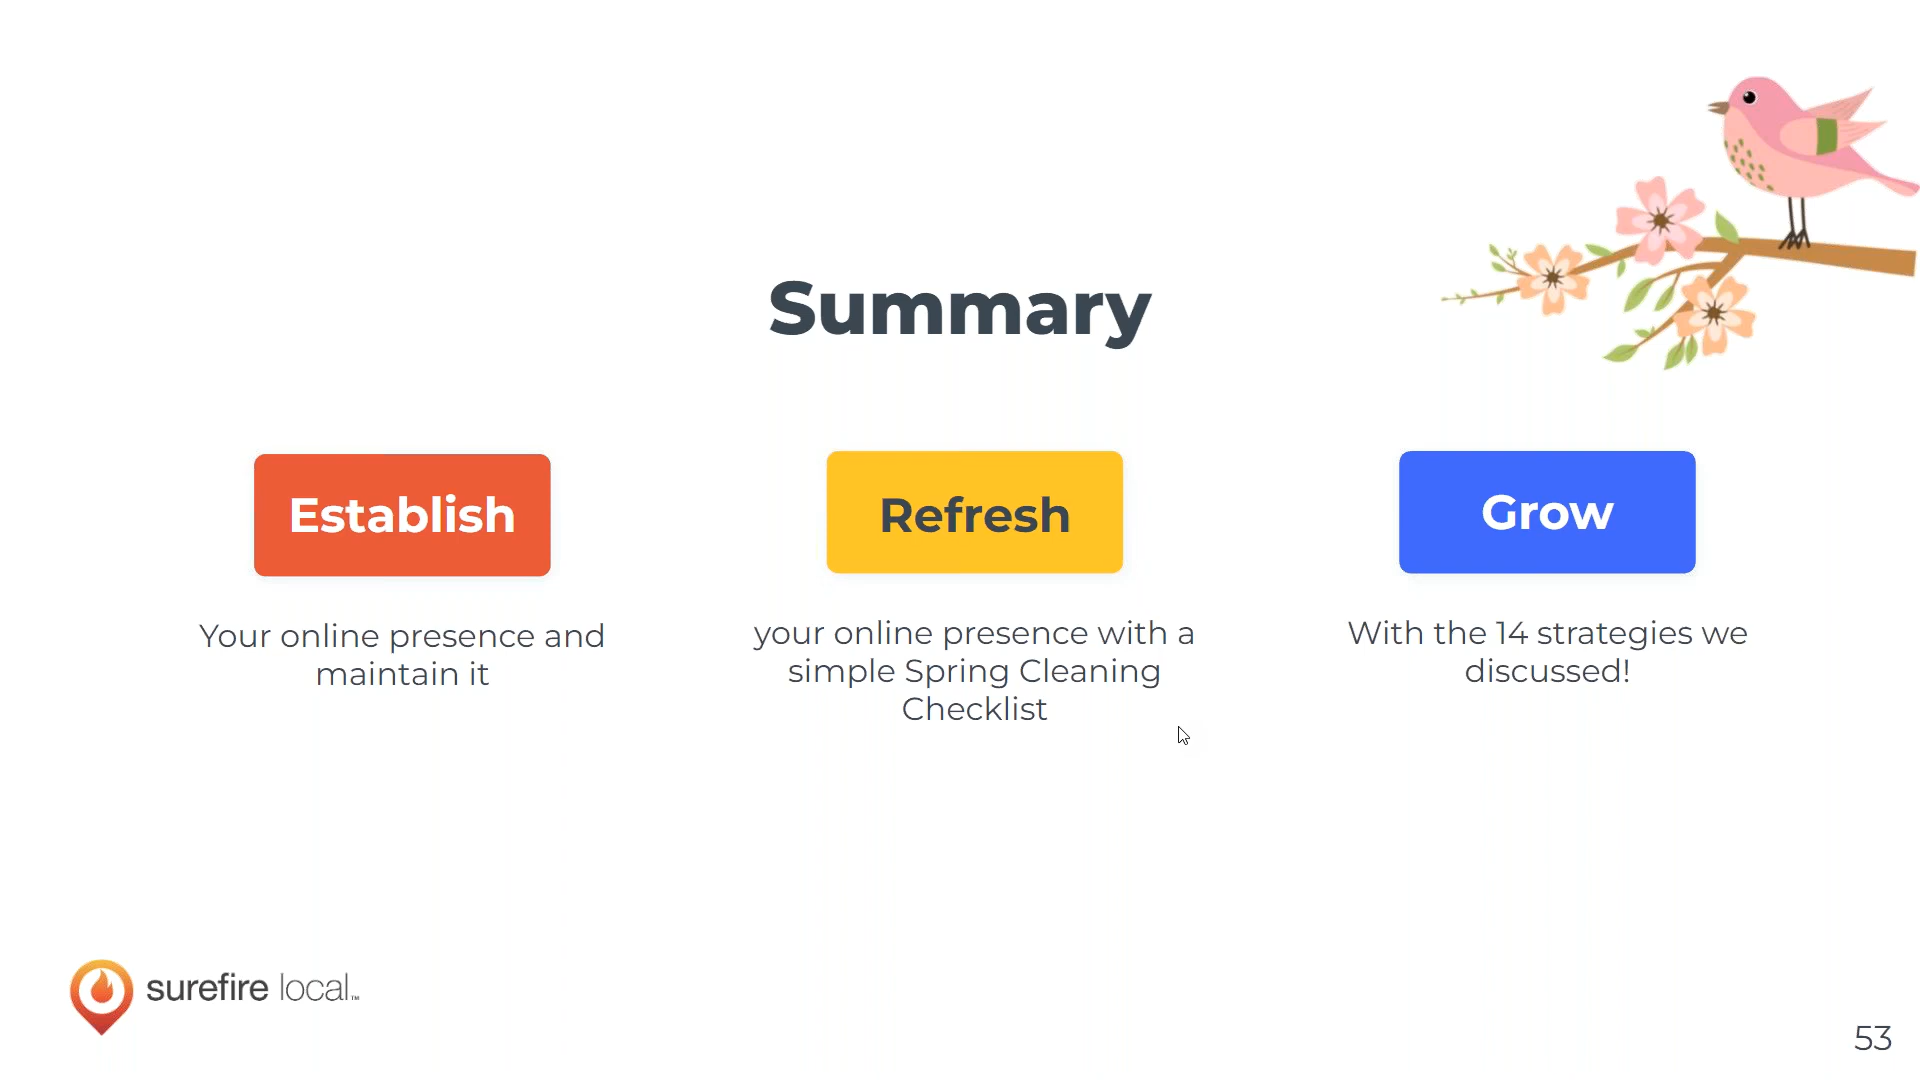 Summary
Establish
Your online presence and
maintain it
Refresh
your online presence with a
simple Spring Cleaning
Checklist
Grow
With the 14 strategies we
discussed!
surefire local™
53